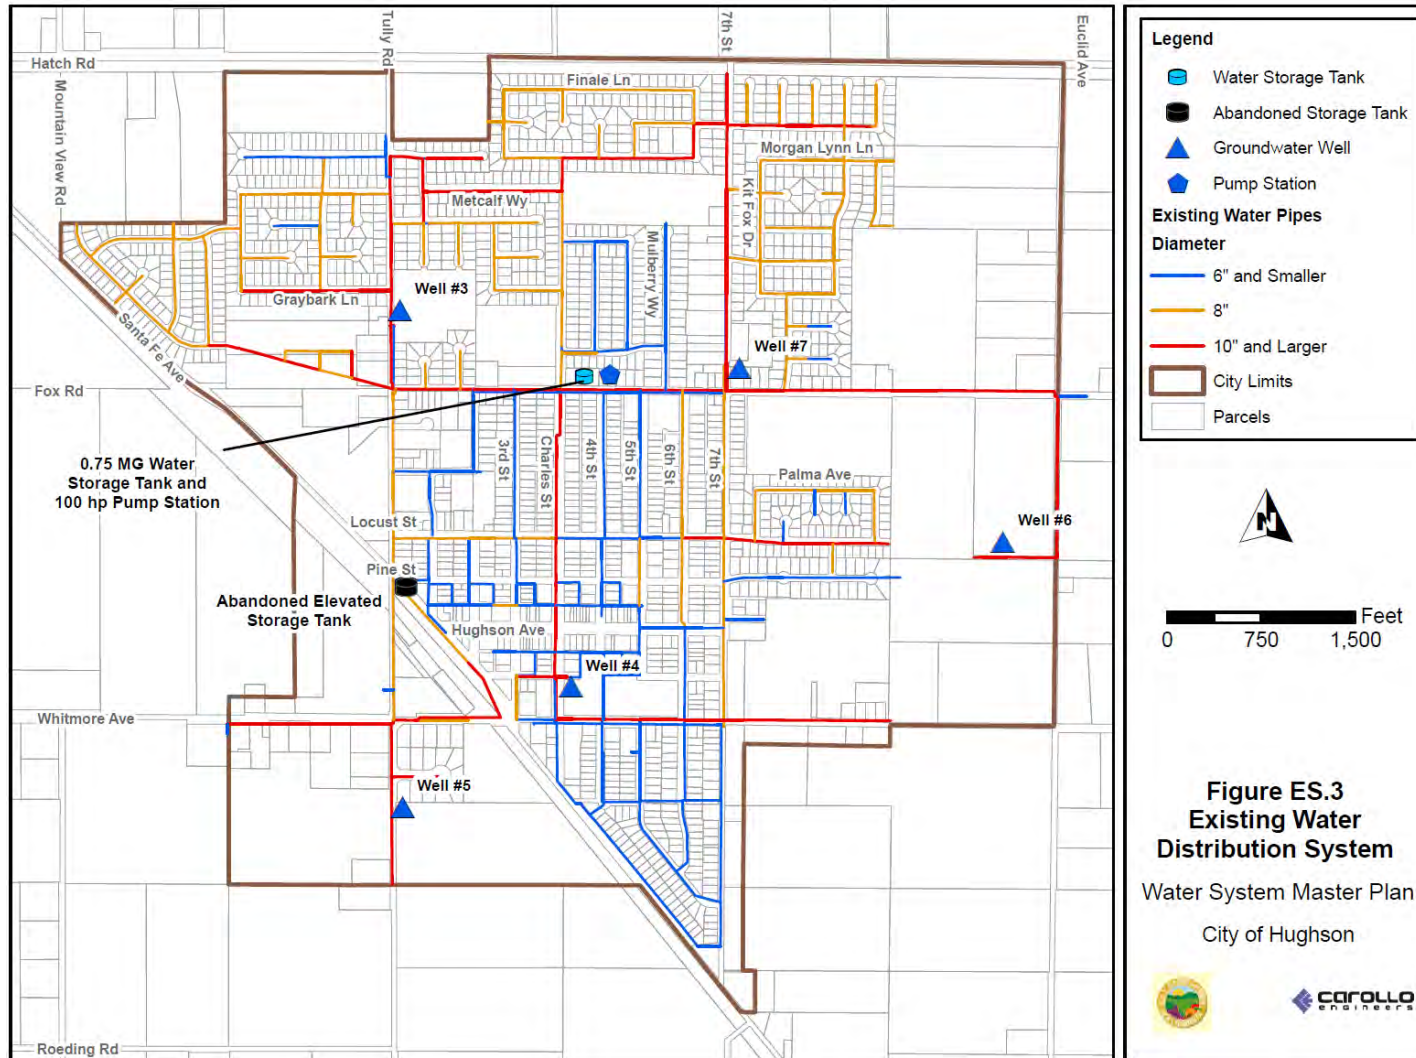 Tully Rd
7th St
Euclid Ave
Hatch Rd
Mountain View Rd
Finale Ln
Morgan Lynn Ln
Kit Fox Dr
Metcalf Wy
Mulberry Wy
Graybark Ln
Well #3
Santa Fe Ave
Well #7
Fox Rd
0.75 MG Water
Storage Tank and
100 hp Pump Station
3rd St
Charles St
4th St
5th St
6th St
7th St
Palma Ave
Locust St
Well #6
Pine St
Abandoned Elevated
Storage Tank
Hughson Ave
Well #4
Whitmore Ave
Well #5
Roeding Rd
Legend
Water Storage Tank
Abandoned Storage Tank
Groundwater Well
Pump Station
Existing Water Pipes
Diameter
6" and Smaller
8"
10" and Larger
City Limits
Parcels
N
Feet
0 750 1,500
Figure ES.3
Existing Water
Distribution System
Water System Master Plan
City of Hughson
carollo
engineers